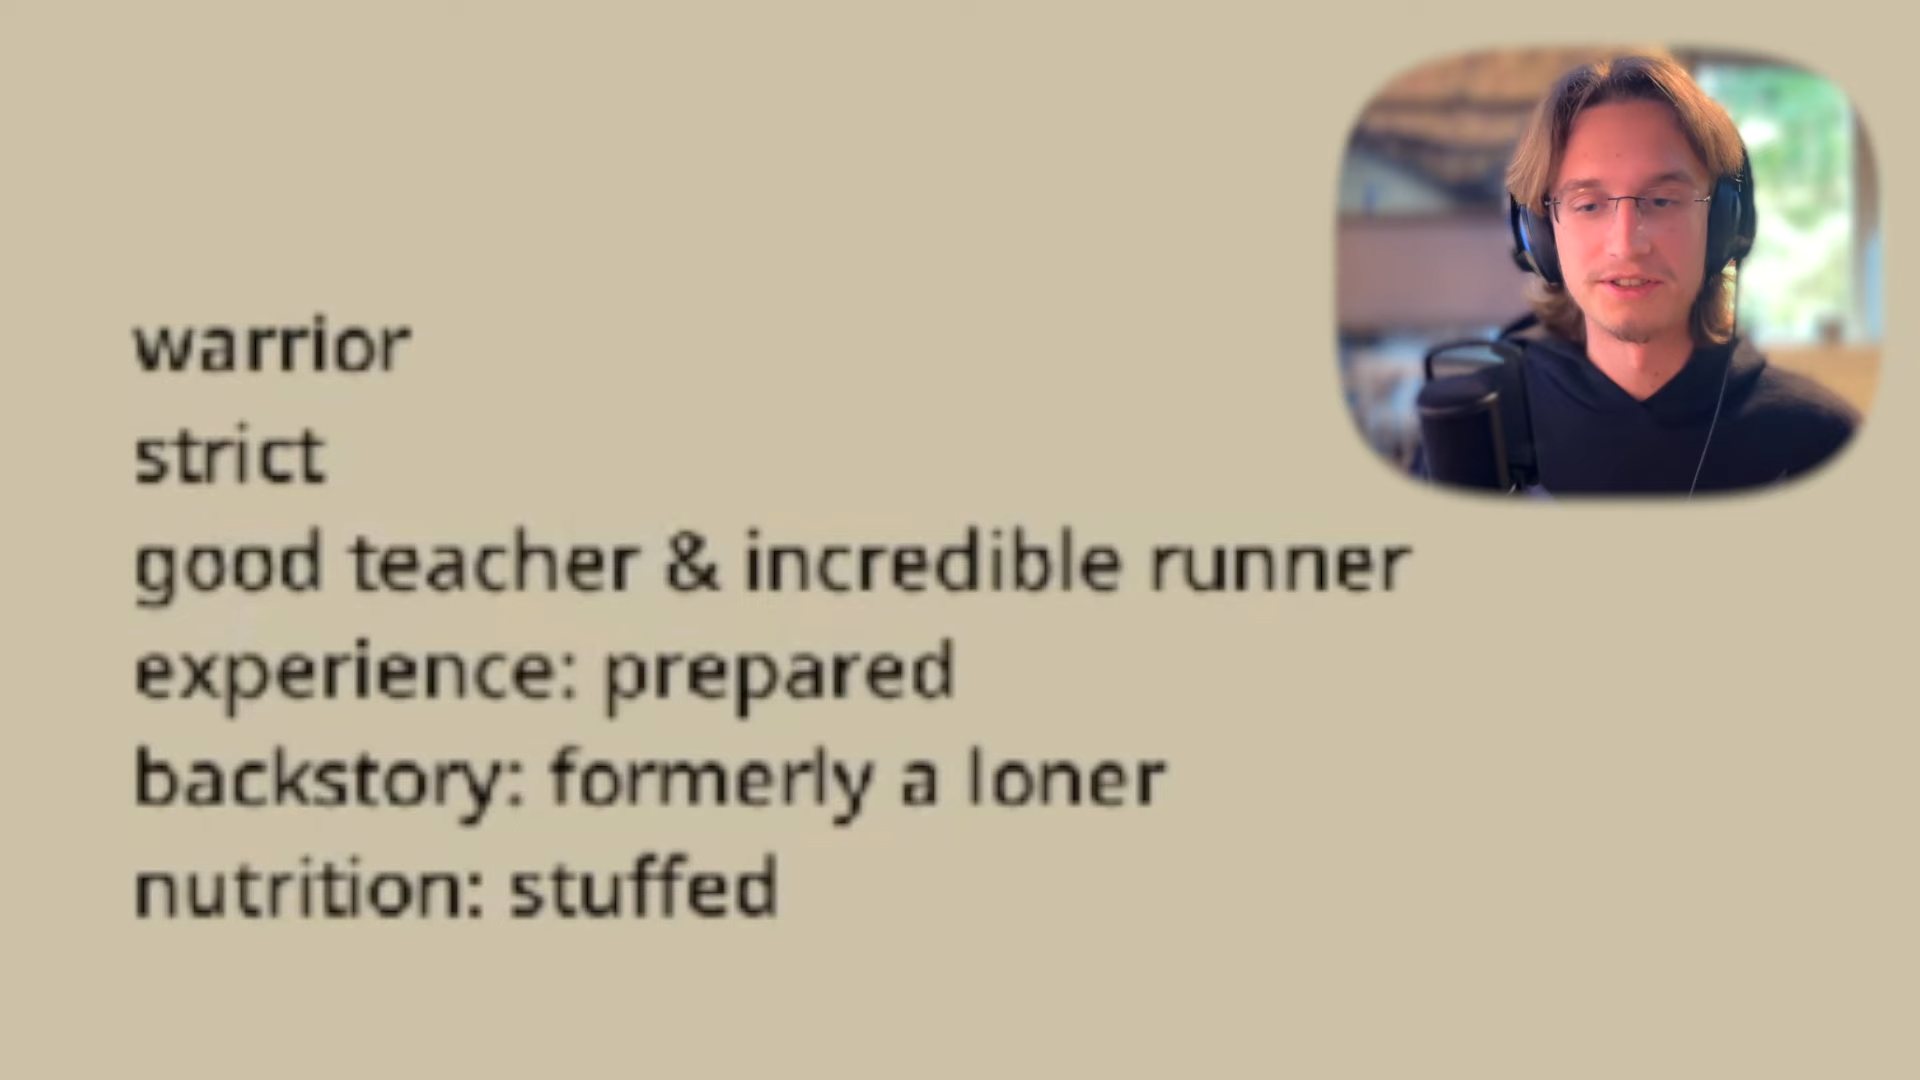 warrior
strict
good teacher & incredible runner
experience: prepared
backstory: formerly a loner
nutrition: stuffed